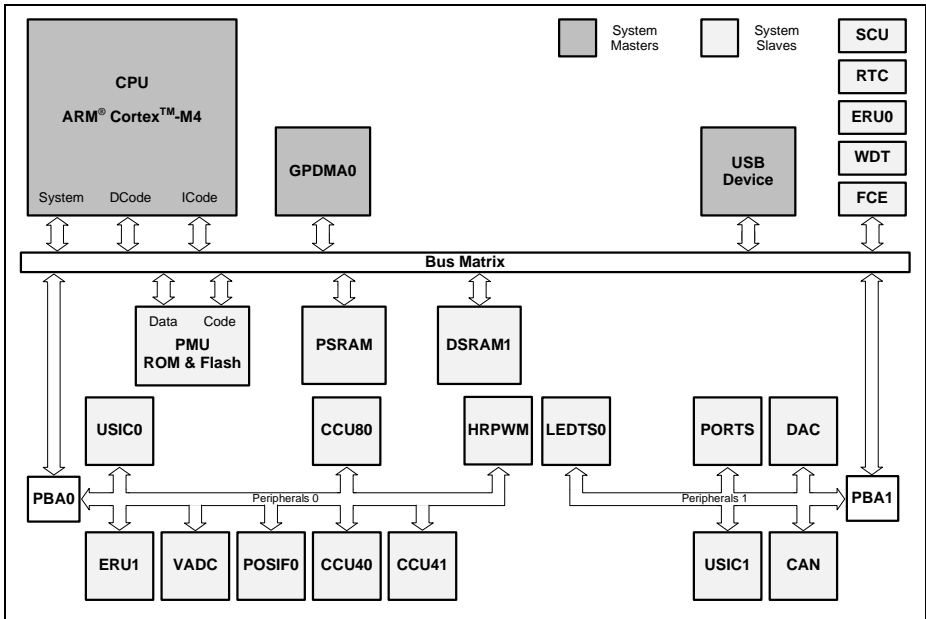 System Masters
System Slaves
SCU
RTC
ERU0
WDT
FCE
CPU
ARM® Cortex™-M4
System DCode ICode
GPDMA0
USB
Device
Bus Matrix
Data Code
PMU
ROM & Flash
PSRAM
DSRAM1
USIC0
CCU80
HRPWM
LEDTS0
PORTS
DAC
PBA0
Peripherals 0
Peripherals 1
PBA1
ERU1
VADC
POSIF0
CCU40
CCU41
USIC1
CAN